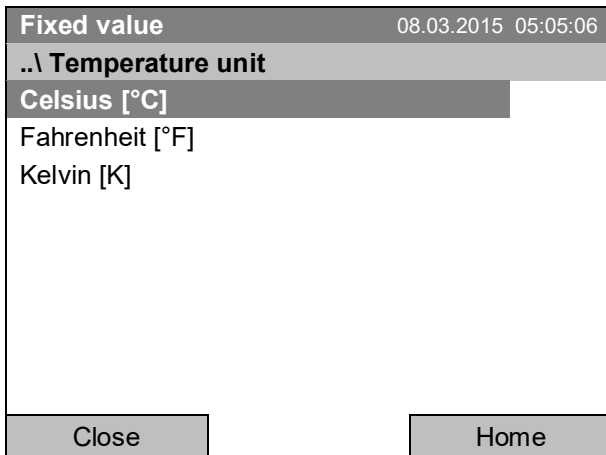 Fixed value 08.03.2015 05:05:06
..\ Temperature unit
Celsius [°C]
Fahrenheit [°F]
Kelvin [K]
Close Home